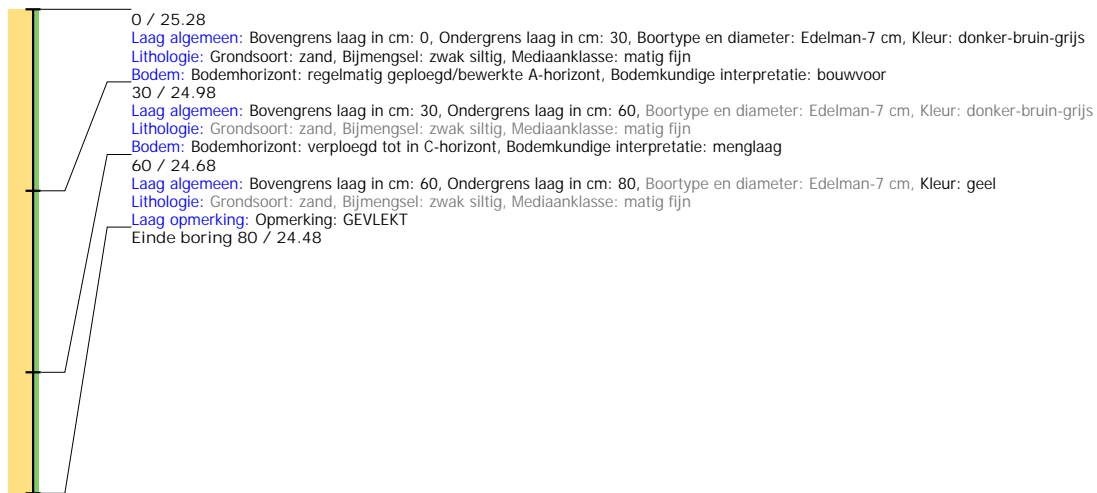 0 / 25.28
Laag algemeen: Bovengrens laag in cm: 0, Ondergrens laag in cm: 30, Boortype en diameter: Edelman-7 cm, Kleur: donker-bruin-grijs
Lithologie: Grondsoort: zand, Bijmengsel: zwak siltig, Mediaanklasse: matig fijn
Bodem: Bodemhorizont: regelmatig geploegd/bewerkte A-horizont, Bodemkundige interpretatie: bouwvoor
30 / 24.98
Laag algemeen: Bovengrens laag in cm: 30, Ondergrens laag in cm: 60, Boortype en diameter: Edelman-7 cm, Kleur: donker-bruin-grijs
Lithologie: Grondsoort: zand, Bijmengsel: zwak siltig, Mediaanklasse: matig fijn
Bodem: Bodemhorizont: verploegd tot in C-horizont, Bodemkundige interpretatie: menglaag
60 / 24.68
Laag algemeen: Bovengrens laag in cm: 60, Ondergrens laag in cm: 80, Boortype en diameter: Edelman-7 cm, Kleur: geel
Lithologie: Grondsoort: zand, Bijmengsel: zwak siltig, Mediaanklasse: matig fijn
Laag opmerking: Opmerking: GEVLEKT
Einde boring 80 / 24.48